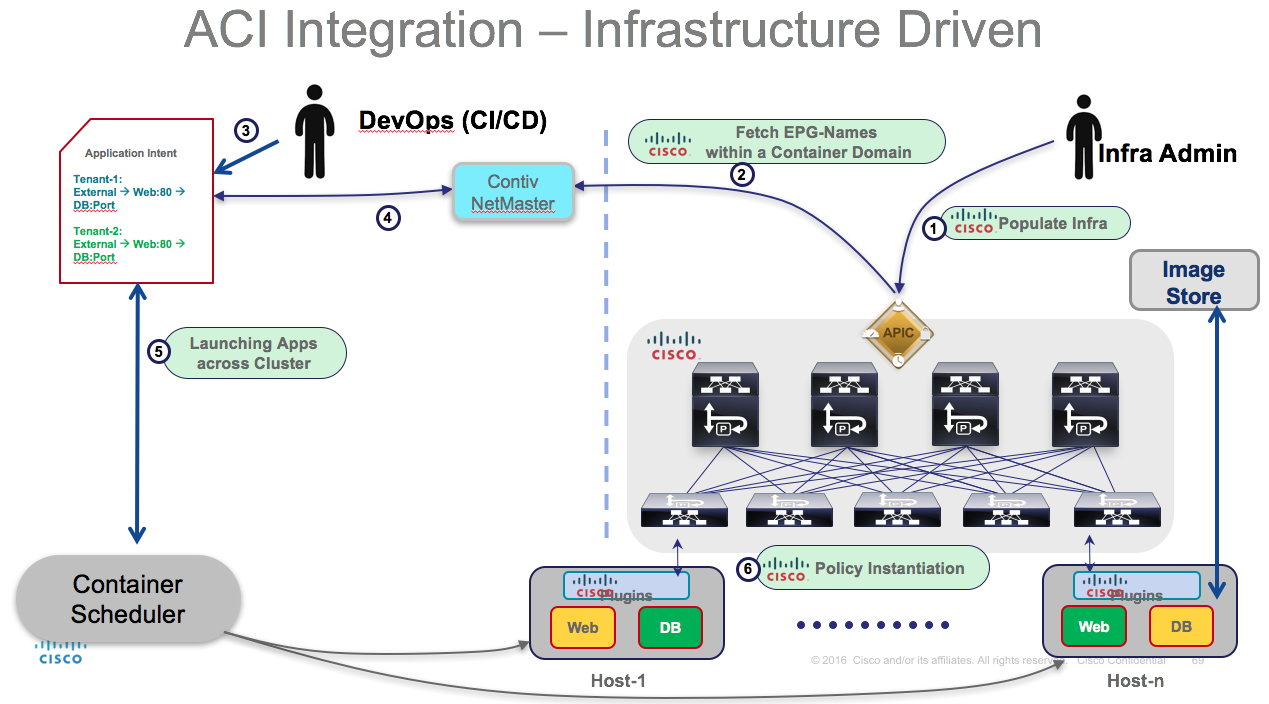 ACI Integration – Infrastructure Driven
3
DevOps (CI/CD)
Application Intent
Tenant-1:
External → Web:80 →
DB:Port
Tenant-2:
External → Web:80 →
DB:Port
Contiv
NetMaster
4
CISCO.
Fetch EPG-Names
within a Container Domain
2
Infra Admin
1
CISCO.
Populate Infra
Image
Store
APIC
CISCO.
P
P
P
P
5
Launching Apps
across Cluster
6
CISCO.
Policy Instantiation
Container
Scheduler
CISCO
CISCO.
Plugins
Web
DB
Host-1
CISCO.
Plugins
Web
DB
Host-n
© 2016 Cisco and/or its affiliates. All rights reserved. Cisco Confidential 69